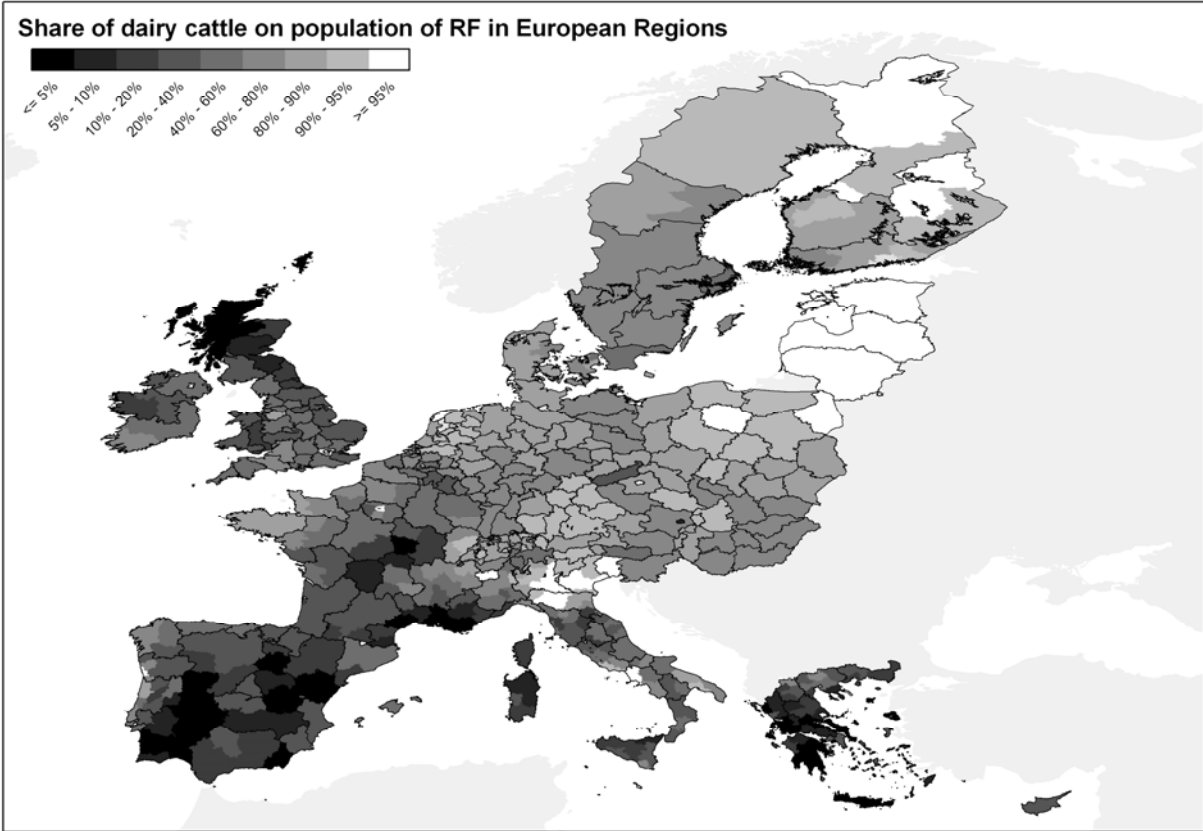 Share of dairy cattle on population of RF in European Regions
<= 5%
5% - 10%
10% - 20%
20% - 40%
40% - 60%
60% - 80%
80% - 90%
90% - 95%
>= 95%